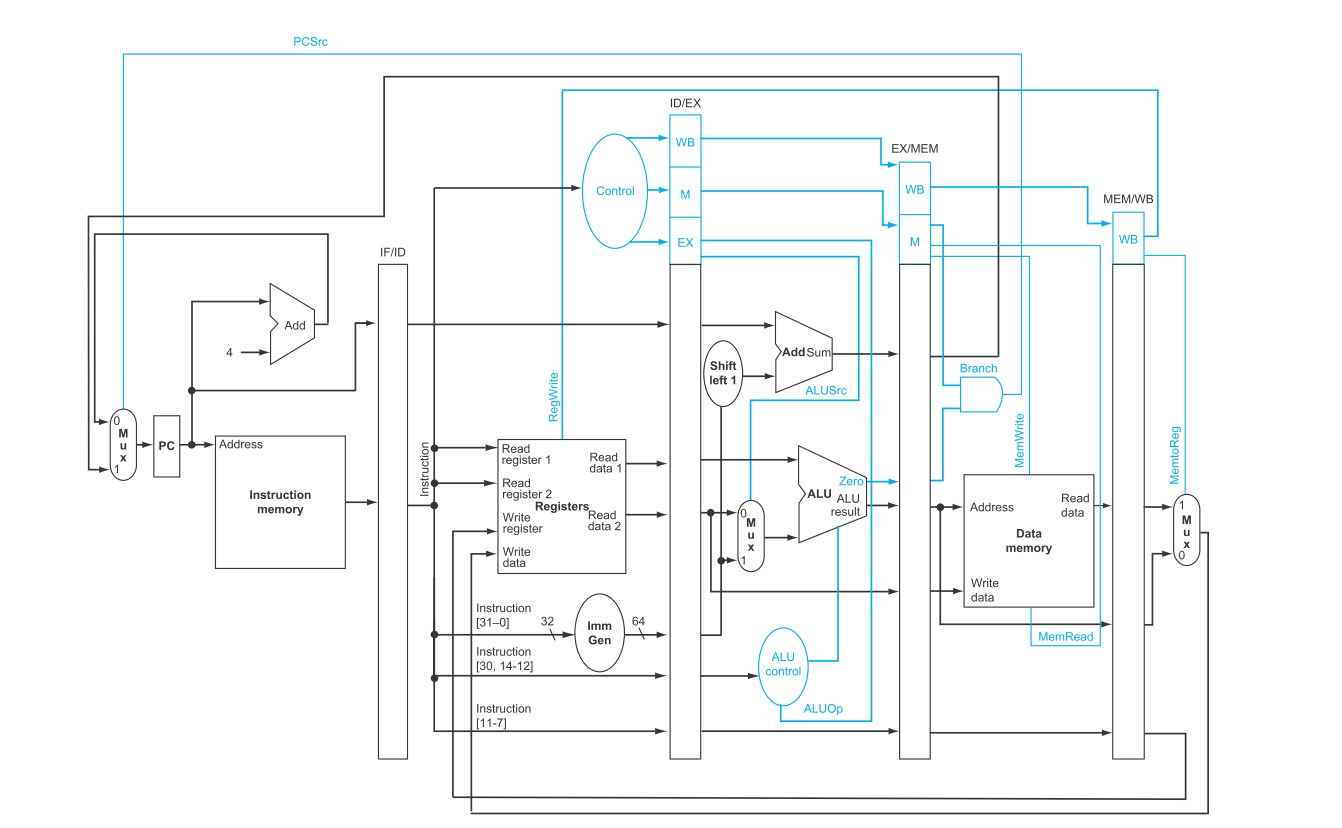 PCSrc
ID/EX
WB
EX/MEM
Control
M
WB
MEM/WB
EX
M
WB
IF/ID
Add
4
Add Sum
Shift
left 1
Branch
ALUSrc
RegWrite
MemWrite
MemtoReg
0
M
u
x
1
PC
Address
Instruction
memory
Instruction
Read
register 1
Read
register 2
Write
register
Write
data
Registers
Read
data 1
Read
data 2
0
M
u
x
1
ALU
Zero
ALU
result
Address
Read
data
Data
memory
Write
data
1
M
u
x
0
MemRead
Instruction
[31–0]
32
Imm
Gen
64
Instruction
[30, 14-12]
ALU
control
ALUOp
Instruction
[11-7]